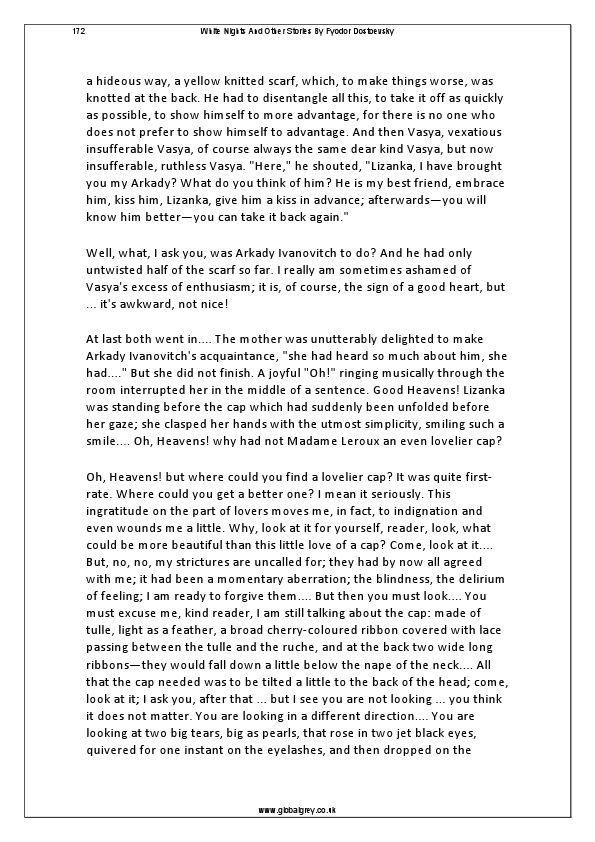 172 White Nights And Other Stories By Fyodor Dostoevsky
a hideous way, a yellow knitted scarf, which, to make things worse, was
knotted at the back. He had to disentangle all this, to take it off as quickly
as possible, to show himself to more advantage, for there is no one who
does not prefer to show himself to advantage. And then Vasya, vexatious
insufferable Vasya, of course always the same dear kind Vasya, but now
insufferable, ruthless Vasya. "Here," he shouted, "Lizanka, I have brought
you my Arkady? What do you think of him? He is my best friend, embrace
him, kiss him, Lizanka, give him a kiss in advance; afterwards—you will
know him better—you can take it back again."
Well, what, I ask you, was Arkady Ivanovitch to do? And he had only
untwisted half of the scarf so far. I really am sometimes ashamed of
Vasya's excess of enthusiasm; it is, of course, the sign of a good heart, but
... it's awkward, not nice!
At last both went in.... The mother was unutterably delighted to make
Arkady Ivanovitch's acquaintance, "she had heard so much about him, she
had...." But she did not finish. A joyful "Oh!" ringing musically through the
room interrupted her in the middle of a sentence. Good Heavens! Lizanka
was standing before the cap which had suddenly been unfolded before
her gaze; she clasped her hands with the utmost simplicity, smiling such a
smile.... Oh, Heavens! why had not Madame Leroux an even lovelier cap?
Oh, Heavens! but where could you find a lovelier cap? It was quite first-
rate. Where could you get a better one? I mean it seriously. This
ingratitude on the part of lovers moves me, in fact, to indignation and
even wounds me a little. Why, look at it for yourself, reader, look, what
could be more beautiful than this little love of a cap? Come, look at it....
But, no, no, my strictures are uncalled for; they had by now all agreed
with me; it had been a momentary aberration; the blindness, the delirium
of feeling; I am ready to forgive them.... But then you must look.... You
must excuse me, kind reader, I am still talking about the cap: made of
tulle, light as a feather, a broad cherry-coloured ribbon covered with lace
passing between the tulle and the ruche, and at the back two wide long
ribbons—they would fall down a little below the nape of the neck.... All
that the cap needed was to be tilted a little to the back of the head; come,
look at it; I ask you, after that ... but I see you are not looking ... you think
it does not matter. You are looking in a different direction.... You are
looking at two big tears, big as pearls, that rose in two jet black eyes,
quivered for one instant on the eyelashes, and then dropped on the
www.globalgrey.co.uk